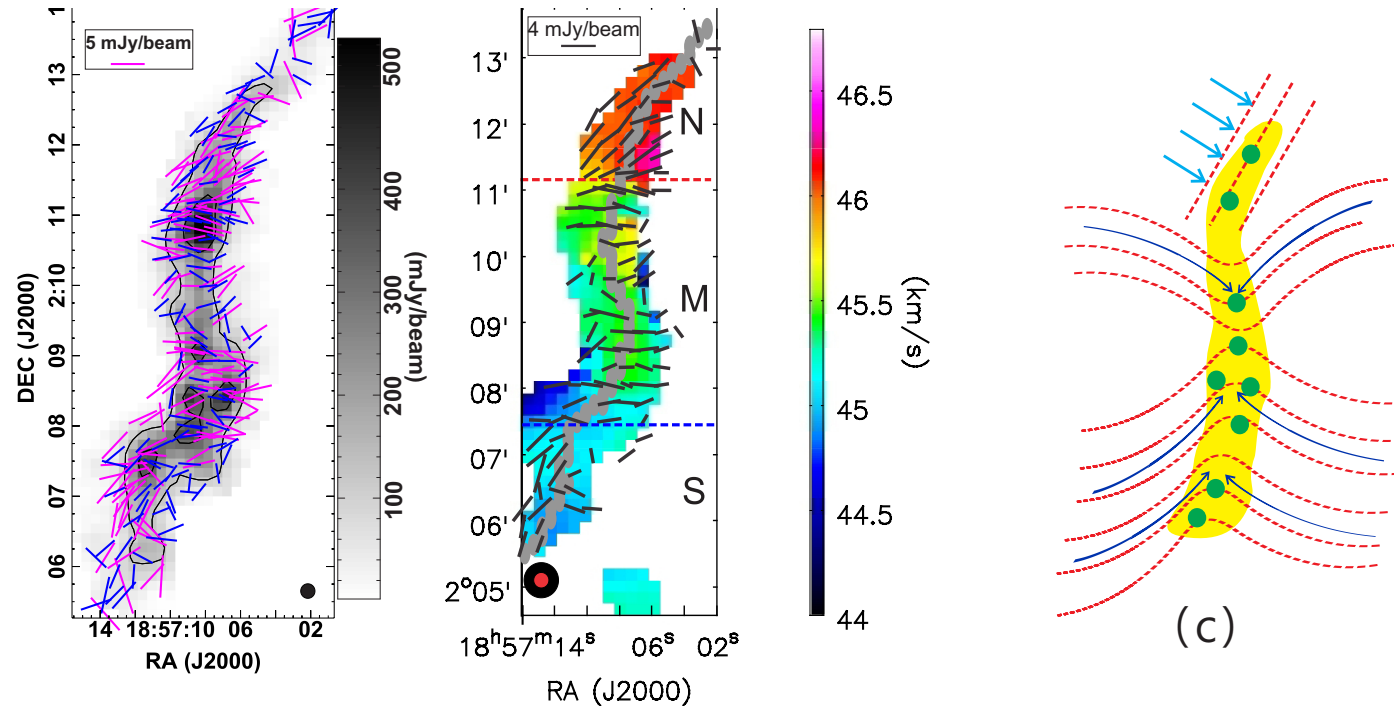 5 mJy/beam
1
13
12
11
2:10
09
08
07
06
DEC (J2000)
14 18:57:10 06 02
RA (J2000)
500
400
300
200
100
(mJy/beam)
4 mJy/beam
13'
12'
11'
10'
09'
08'
07'
06'
2°05'
N
M
S
18ʰ57ᵐ14ˢ 06ˢ 02ˢ
RA (J2000)
46.5
46
45.5
45
44.5
44
(km/s)
(c)